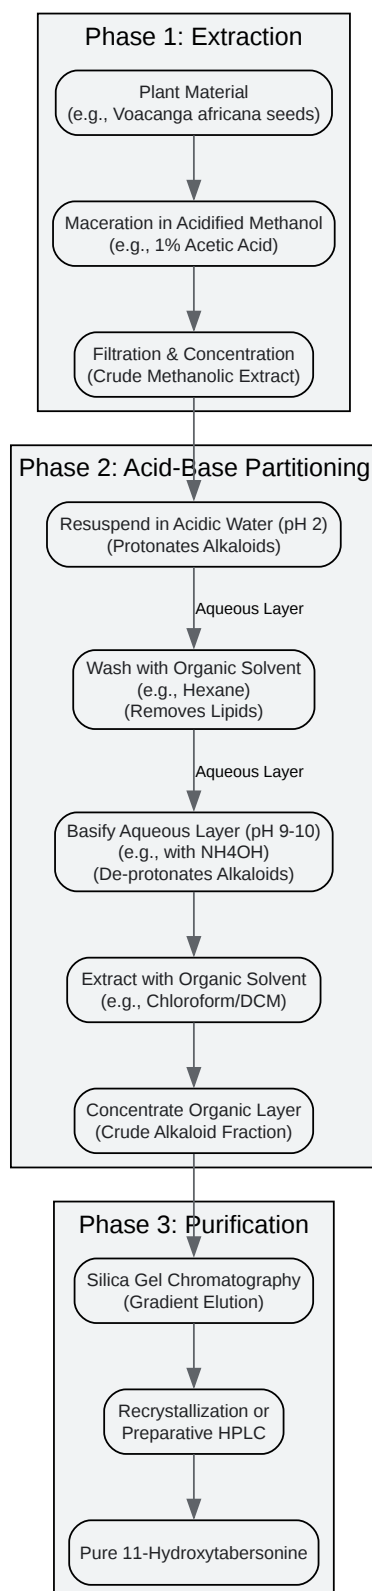 Phase 1: Extraction
Plant Material
(e.g., Voacanga africana seeds)
Maceration in Acidified Methanol
(e.g., 1% Acetic Acid)
Filtration & Concentration
(Crude Methanolic Extract)
Phase 2: Acid-Base Partitioning
Resuspend in Acidic Water (pH 2)
(Protonates Alkaloids)
Aqueous Layer
Wash with Organic Solvent
(e.g., Hexane)
(Removes Lipids)
Aqueous Layer
Basify Aqueous Layer (pH 9-10)
(e.g., with NH4OH)
(De-protonates Alkaloids)
Extract with Organic Solvent
(e.g., Chloroform/DCM)
Concentrate Organic Layer
(Crude Alkaloid Fraction)
Phase 3: Purification
Silica Gel Chromatography
(Gradient Elution)
Recrystallization or
Preparative HPLC
Pure 11-Hydroxytabersonine